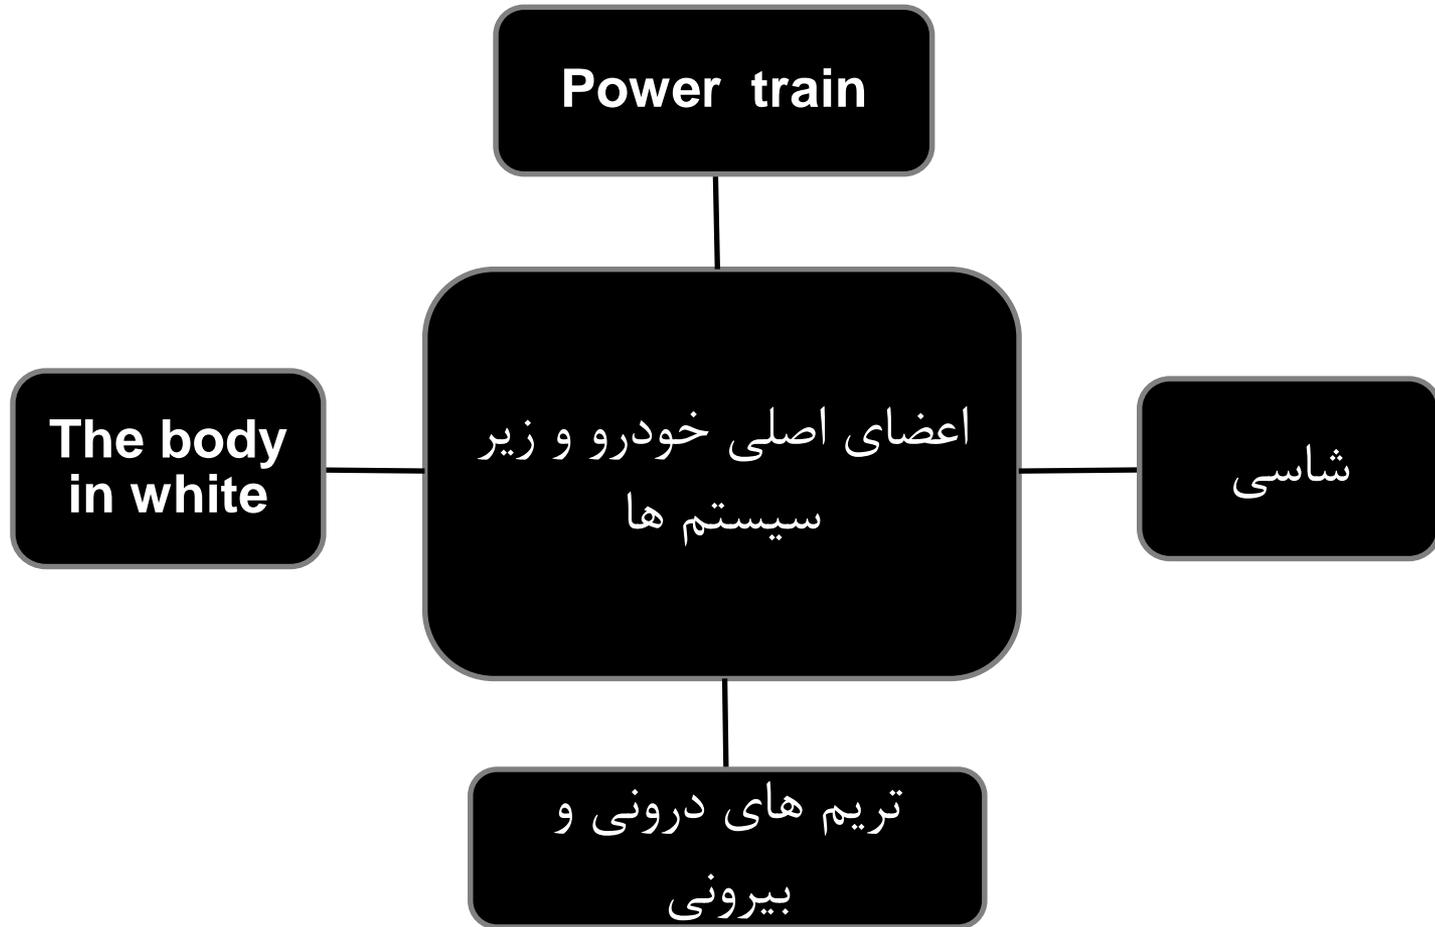 Power train
اعضای اصلی خودرو و زیر
سیستم ها
The body
in white
شاسی
تریم های درونی و
بیرونی